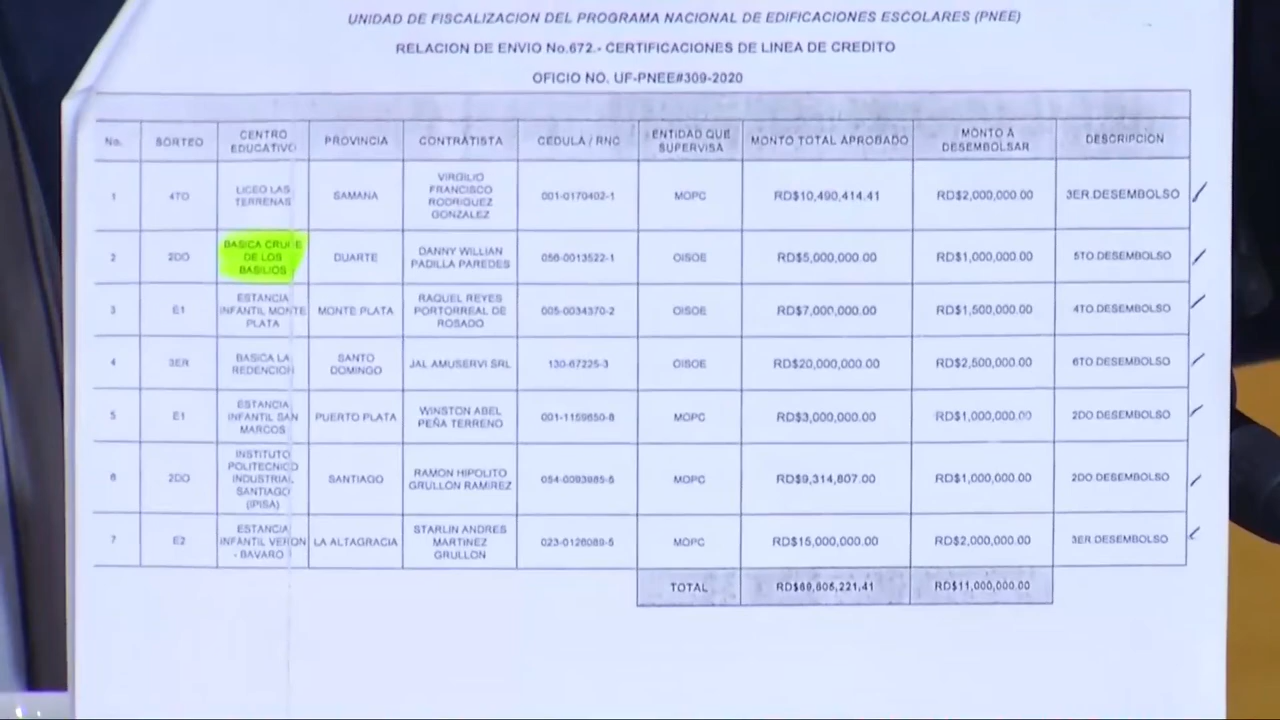 UNIDAD DE FISCALIZACION DEL PROGRAMA NACIONAL DE EDIFICACIONES ESCOLARES (PNEE)
RELACION DE ENVIO No.672.- CERTIFICACIONES DE LINEA DE CREDITO
OFICIO NO. UF-PNEE#309-2020
No. SORTEO CENTRO EDUCATIVO PROVINCIA CONTRATISTA CEDULA / RNC ENTIDAD QUE SUPERVISA MONTO TOTAL APROBADO MONTO A DESEMBOLSAR DESCRIPCION
1 4TO LICEO LAS TERRENAS SAMANA VIRGILIO FRANCISCO RODRIGUEZ GONZALEZ 001-0170402-1 MOPC RD$10,490,414.41 RD$2,000,000.00 3ER.DESEMBOLSO
2 2DO BASICA DE LOS BASILIOS DUARTE DANNY WILLIAN PADILLA PAREDES 056-0013522-1 OISOE RD$5,000,000.00 RD$1,000,000.00 5TO.DESEMBOLSO
3 E1 ESTANCIA INFANTIL MONTE PLATA MONTE PLATA RAQUEL REYES PORTORREAL DE ROSADO 005-0034370-2 OISOE RD$7,000,000.00 RD$1,500,000.00 4TO.DESEMBOLSO
4 3ER BASICA LA REDENCION SANTO DOMINGO JAL AMUSERVI SRL 130-67225-3 OISOE RD$20,000,000.00 RD$2,500,000.00 6TO.DESEMBOLSO
5 E1 ESTANCIA INFANTIL SAN MARCOS PUERTO PLATA WINSTON ABEL PEÑA TERRENO 001-1159650-8 MOPC RD$3,000,000.00 RD$1,000,000.00 2DO.DESEMBOLSO
6 2DO INSTITUTO POLITECNICO INDUSTRIAL SANTIAGO (IPISA) SANTIAGO RAMON HIPOLITO GRULLON RAMIREZ MOPC RD$9,314,807.00 RD$1,000,000.00 2DO.DESEMBOLSO
7 E2 ESTANCIA INFANTIL VERON - BAVARO LA ALTAGRACIA STARLIN ANDRES MARTINEZ GRULLON MOPC RD$15,000,000.00 RD$2,000,000.00 3ER.DESEMBOLSO
TOTAL RD$11,000,000.00